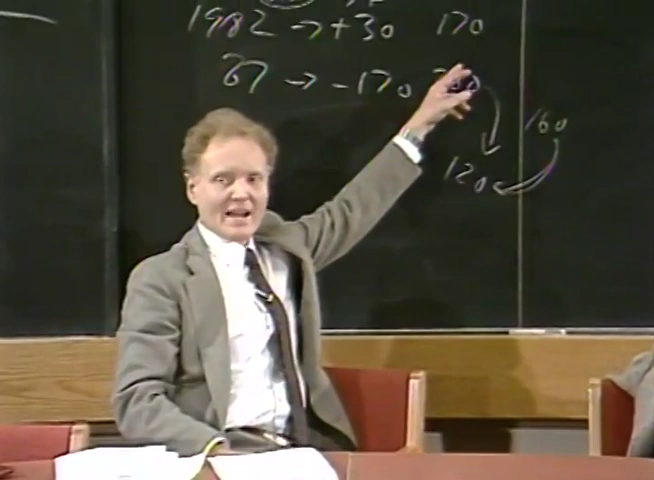 1982 → +30 170
87 → -170
160
120